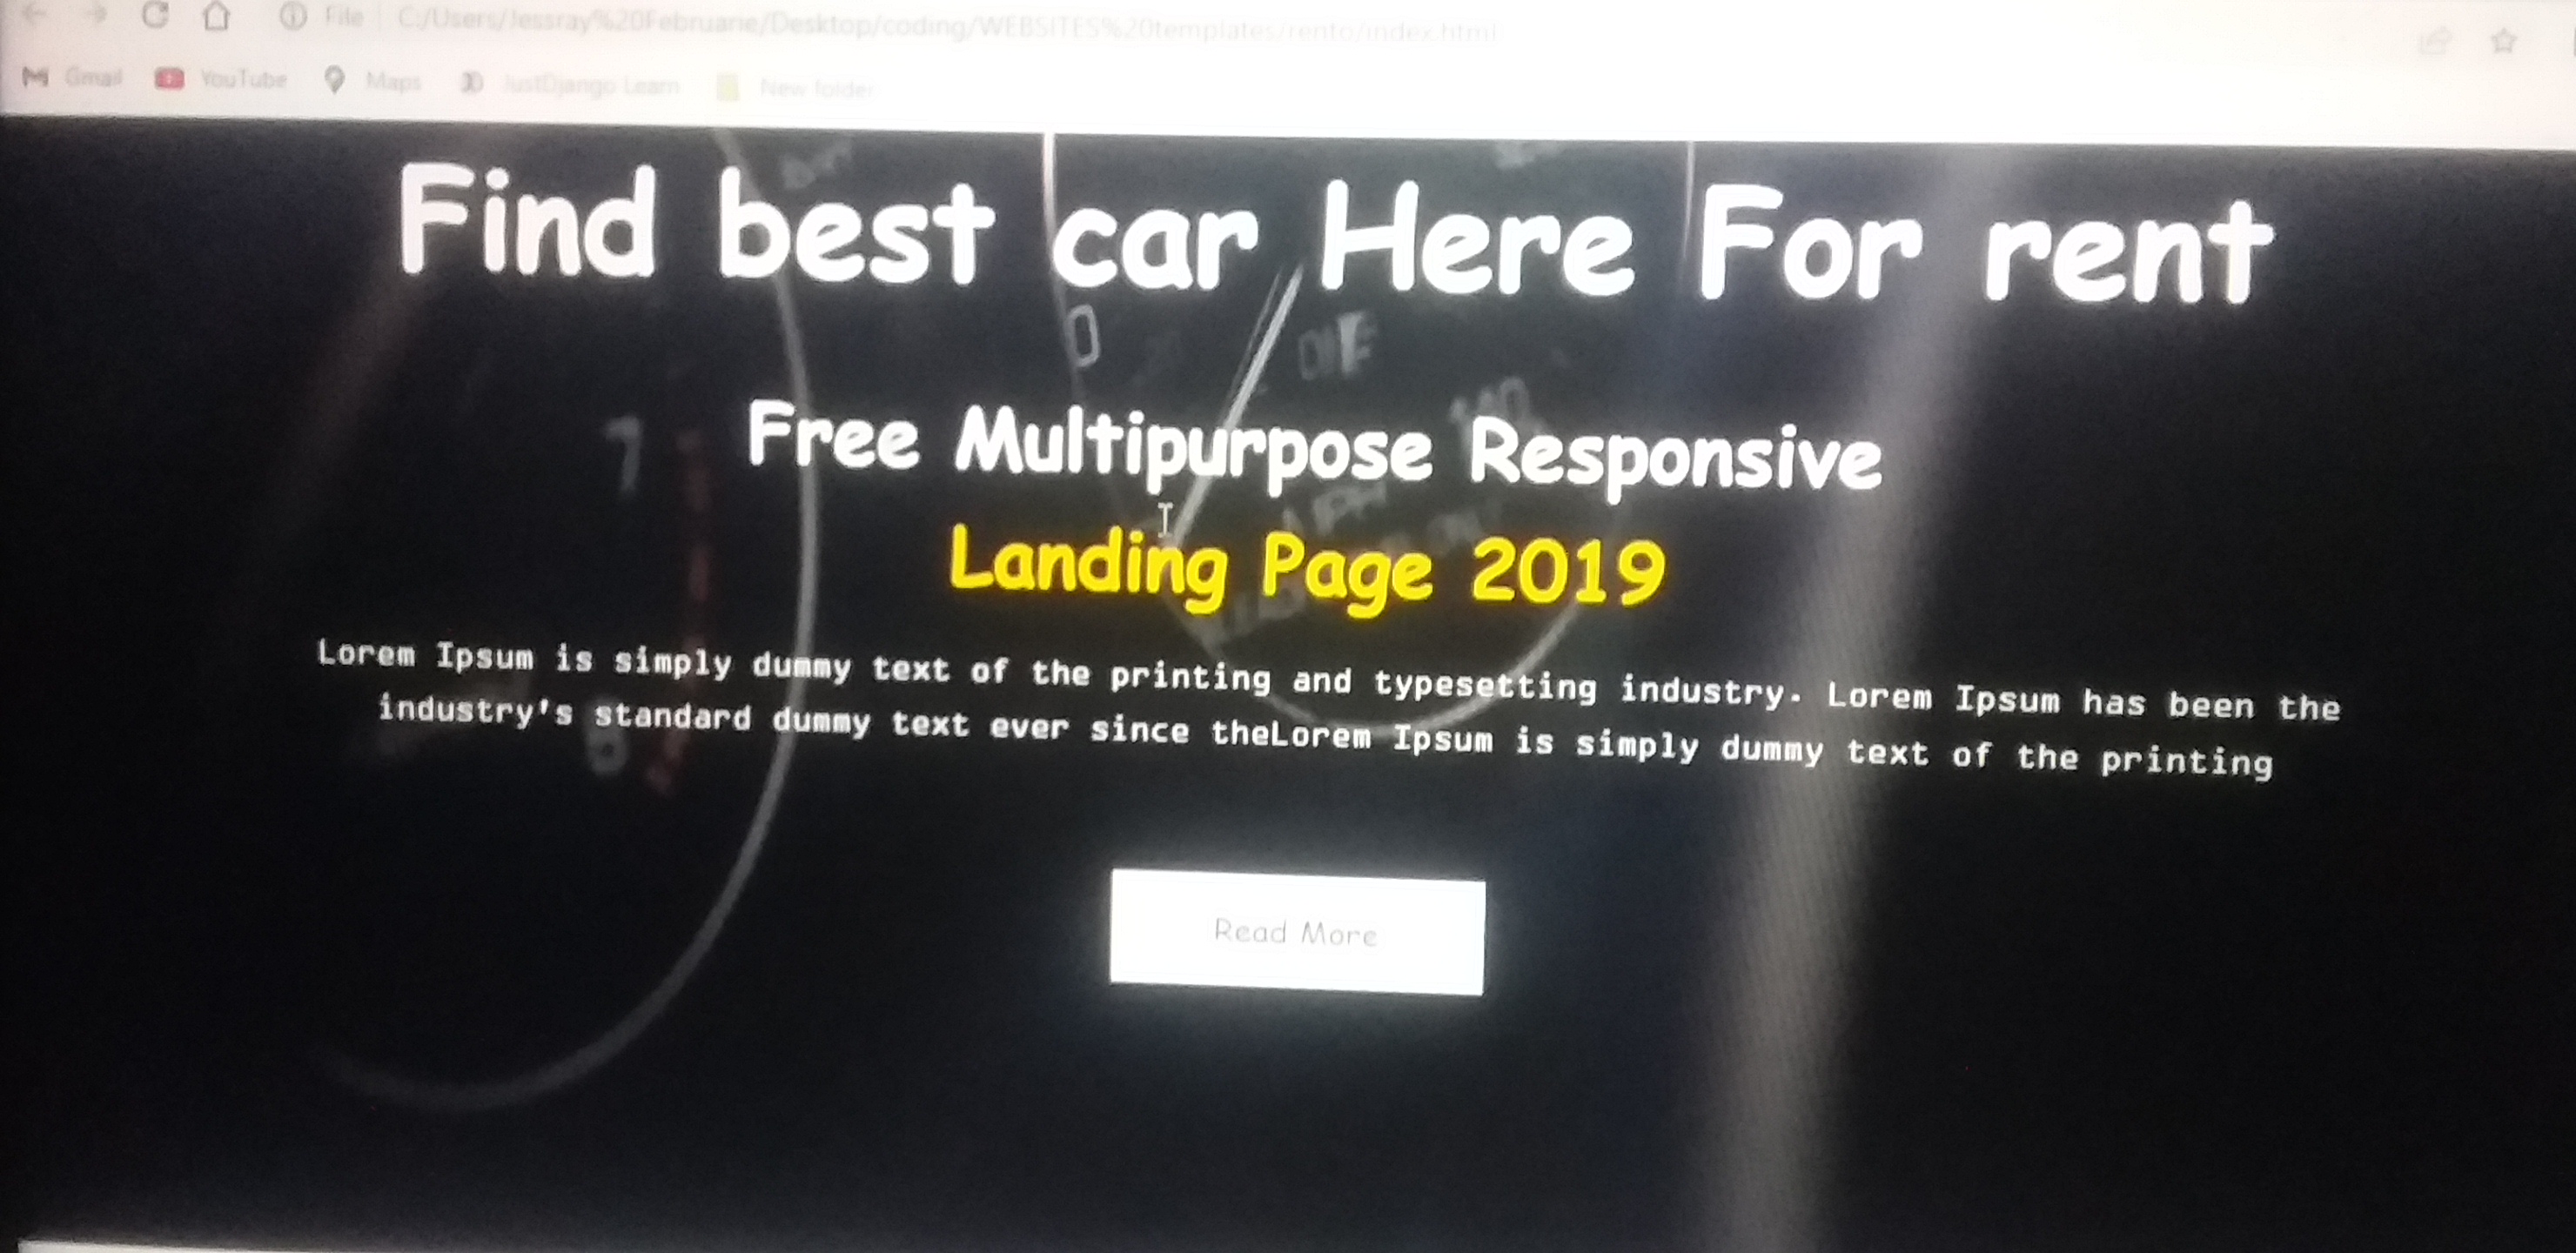 File C:/Users/Jessray%20Februarie/Desktop/coding/WEBSITES%20templates/rento/index.html
Gmail YouTube Maps JustDjango Learn New folder
Find best car Here For rent
0
7
Free Multipurpose Responsive
Landing Page 2019
Lorem Ipsum is simply dummy text of the printing and typesetting industry. Lorem Ipsum has been the
industry's standard dummy text ever since theLorem Ipsum is simply dummy text of the printing
Read More